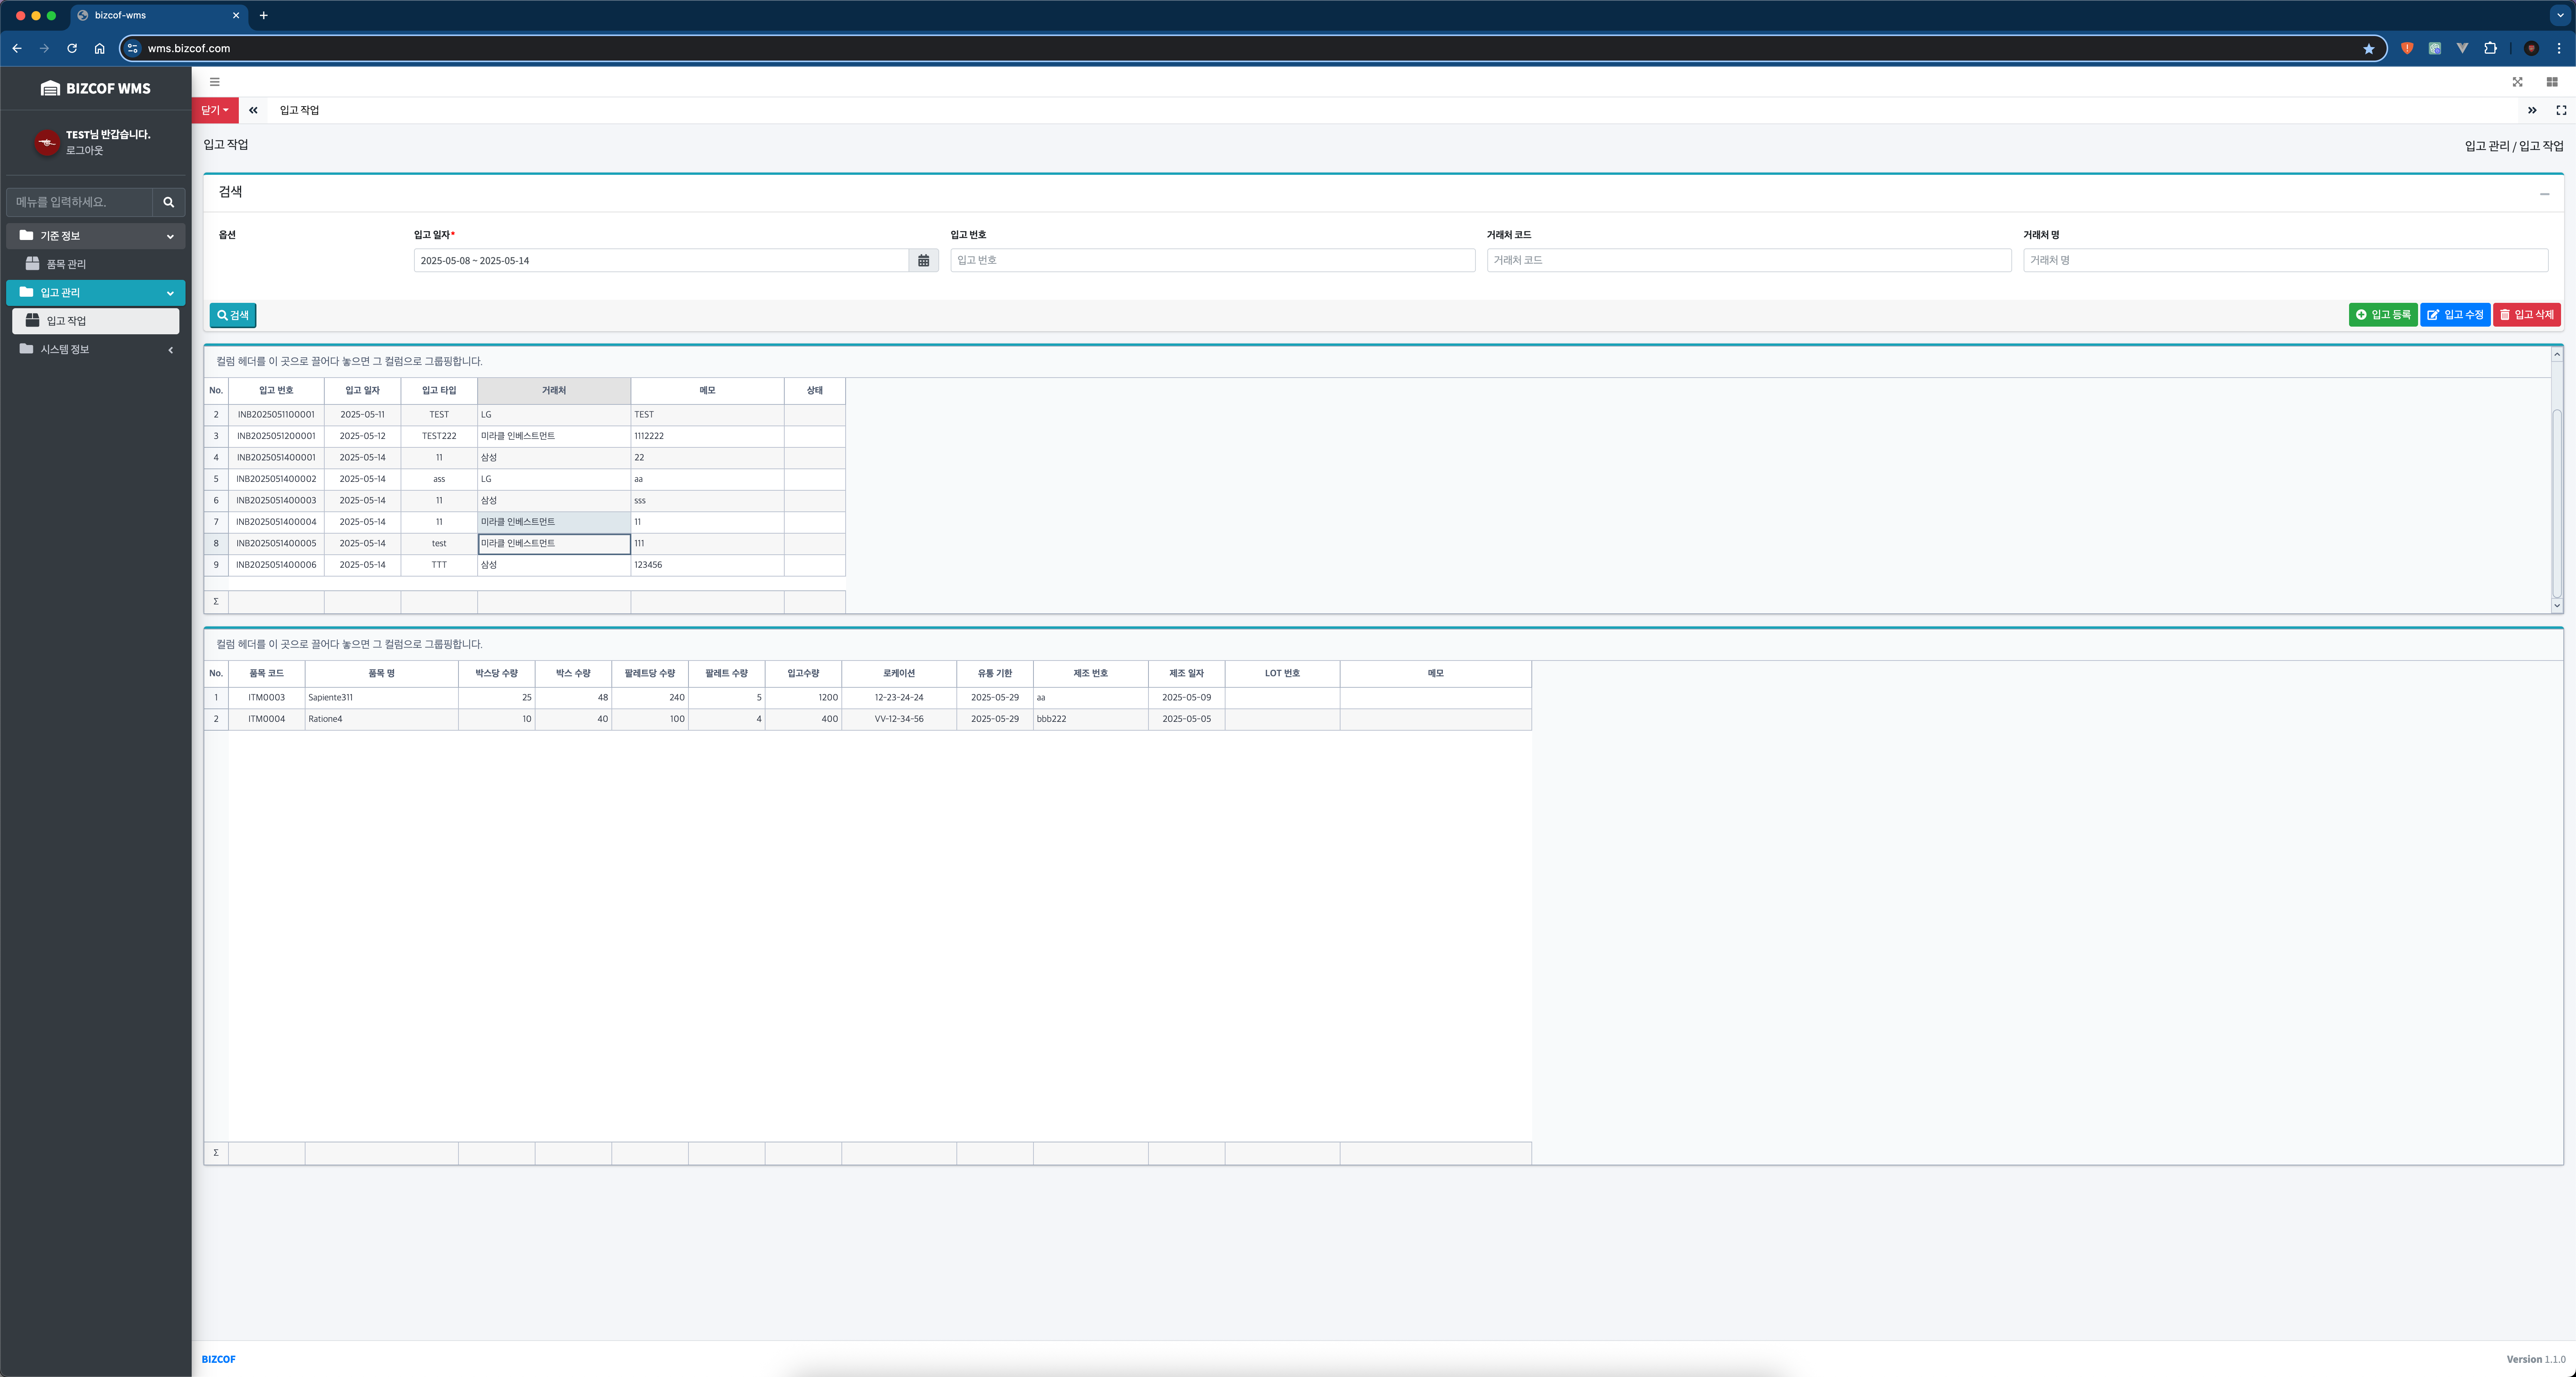 bizcof-wms
wms.bizcof.com
BIZCOF WMS
TEST님 반갑습니다.
로그아웃
메뉴를 입력하세요.
기준 정보
품목 관리
입고 관리
입고 작업
시스템 정보
닫기
입고 작업
입고 작업
입고 관리 / 입고 작업
검색
옵션 입고 일자* 입고 번호 거래처 코드 거래처 명
2025-05-08 ~ 2025-05-14 입고 번호 거래처 코드 거래처 명
검색 입고 등록 입고 수정 입고 삭제
컬럼 헤더를 이 곳으로 끌어다 놓으면 그 컬럼으로 그룹핑합니다.
No. 입고 번호 입고 일자 입고 타입 거래처 메모 상태
2 INB2025051100001 2025-05-11 TEST LG TEST
3 INB2025051200001 2025-05-12 TEST222 미라클 인베스트먼트 1112222
4 INB2025051400001 2025-05-14 11 삼성 22
5 INB2025051400002 2025-05-14 ass LG aa
6 INB2025051400003 2025-05-14 11 삼성 sss
7 INB2025051400004 2025-05-14 11 미라클 인베스트먼트 11
8 INB2025051400005 2025-05-14 test 미라클 인베스트먼트 111
9 INB2025051400006 2025-05-14 TTT 삼성 123456
Σ
컬럼 헤더를 이 곳으로 끌어다 놓으면 그 컬럼으로 그룹핑합니다.
No. 품목 코드 품목 명 박스당 수량 박스 수량 팔레트당 수량 팔레트 수량 입고수량 로케이션 유통 기한 제조 번호 제조 일자 LOT 번호 메모
1 ITM0003 Sapiente311 25 48 240 5 1200 12-23-24-24 2025-05-29 aa 2025-05-09
2 ITM0004 Ratione4 10 40 100 4 400 VV-12-34-56 2025-05-29 bbb222 2025-05-05
Σ
BIZCOF
Version 1.1.0